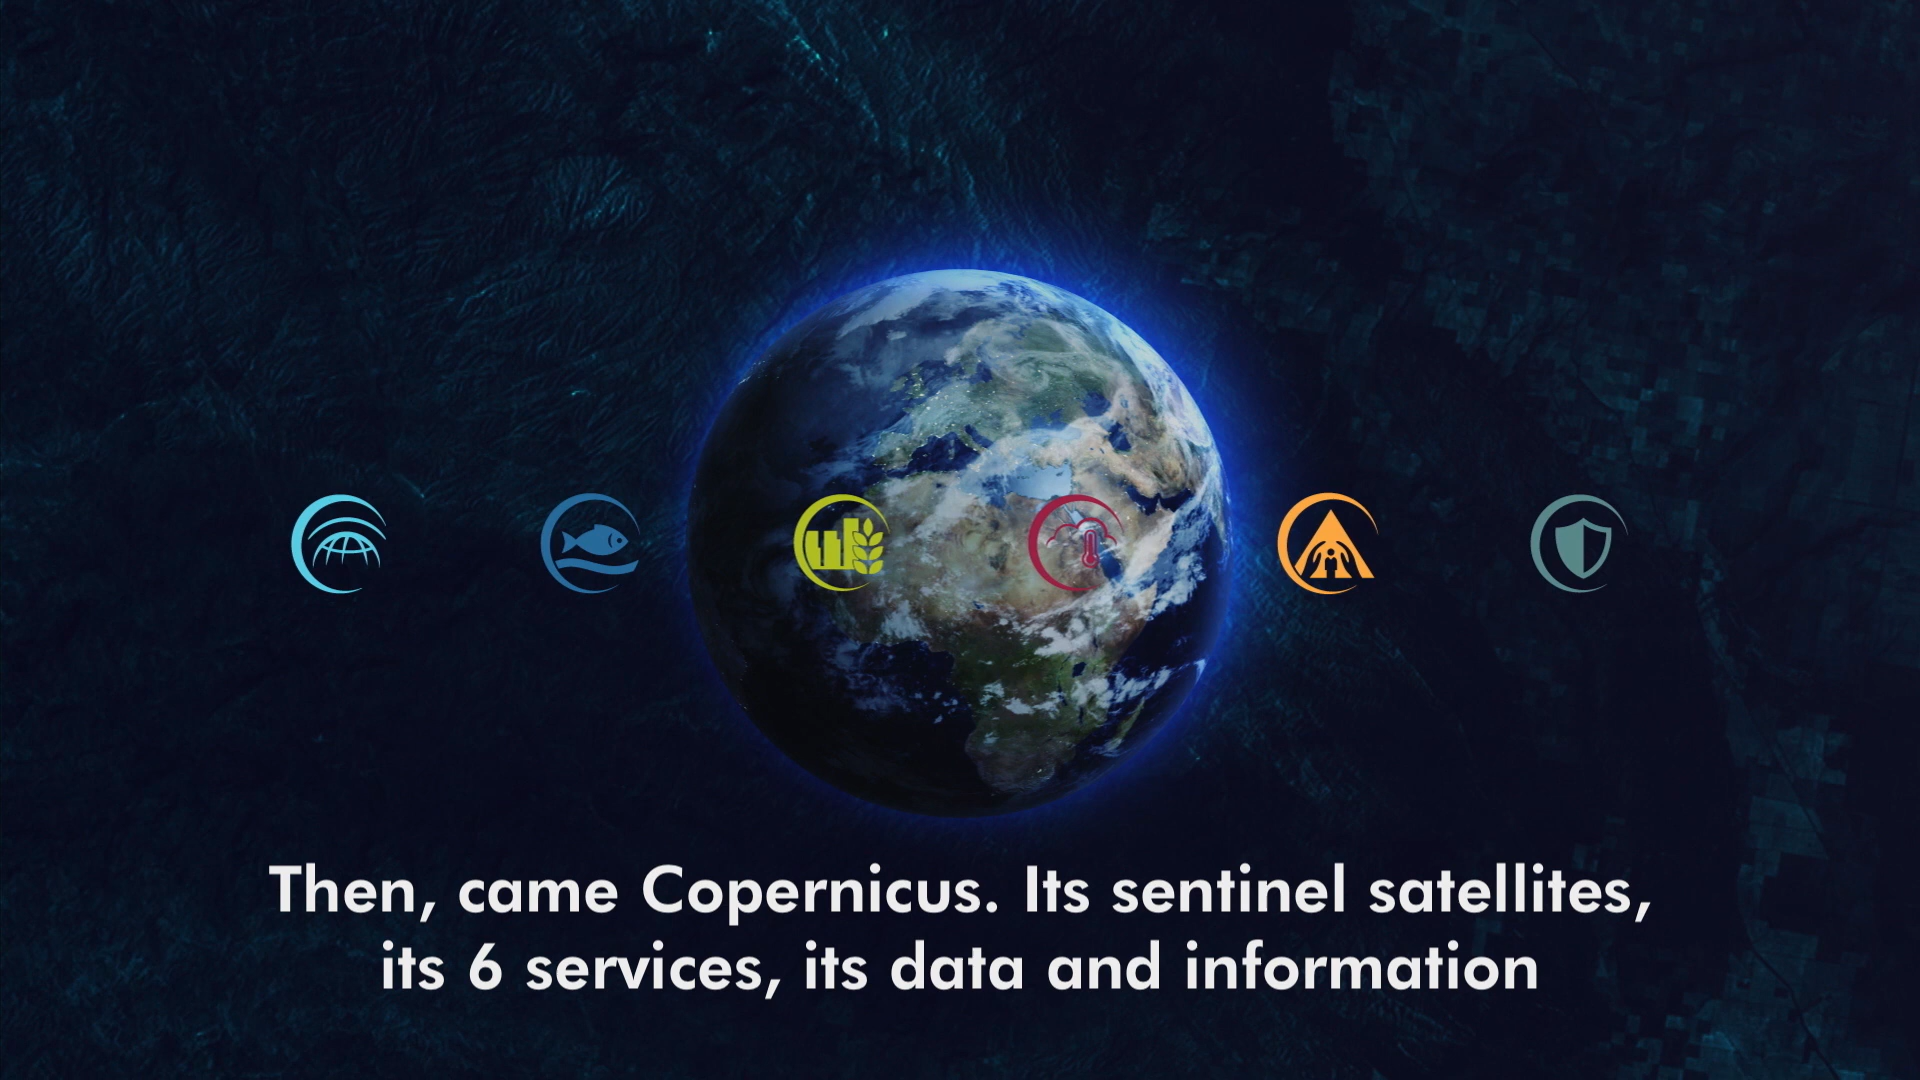 Then, came Copernicus. Its sentinel satellites,
its 6 services, its data and information